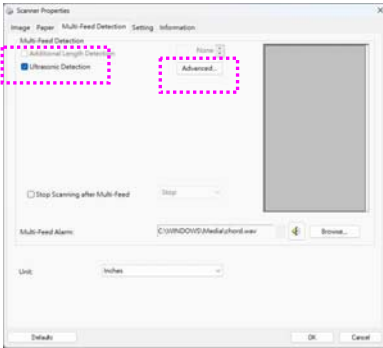 Scanner Properties
Image Paper Multi-Feed Detection Setting Information
Multi-Feed Detection
Additional Length Detection None
Ultrasonic Detection Advanced...
Stop Scanning after Multi-Feed Stop
Multi-Feed Alarm: C:\WINDOWS\Media\chord.wav Browse...
Unit: Inches
Defaults OK Cancel